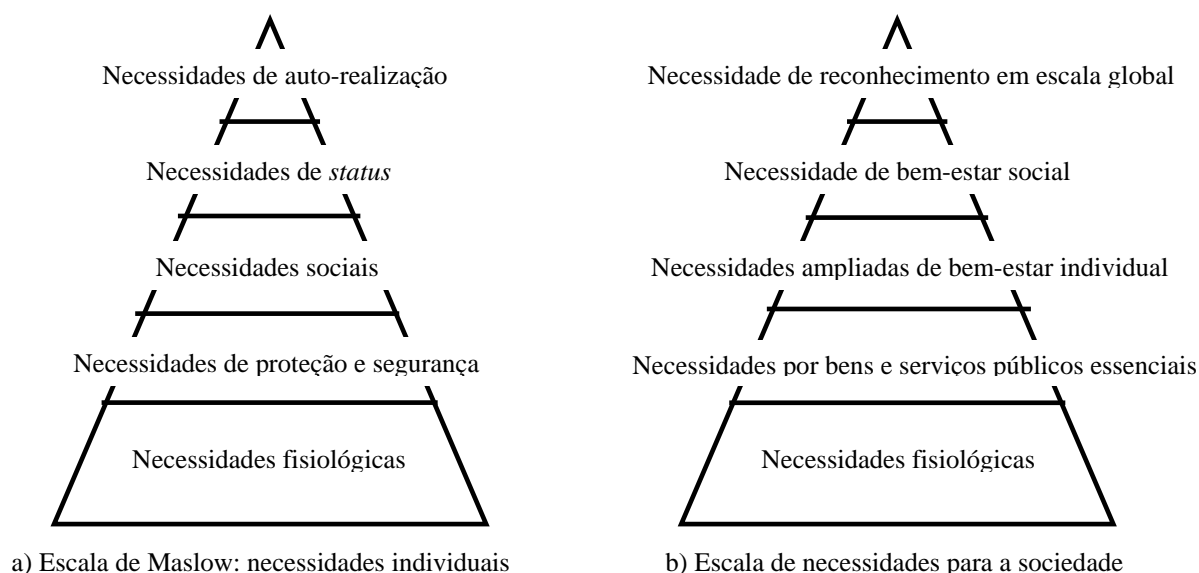 Necessidades de auto-realização
Necessidades de status
Necessidades sociais
Necessidades de proteção e segurança
Necessidades fisiológicas
a) Escala de Maslow: necessidades individuais
Necessidade de reconhecimento em escala global
Necessidade de bem-estar social
Necessidades ampliadas de bem-estar individual
Necessidades por bens e serviços públicos essenciais
Necessidades fisiológicas
b) Escala de necessidades para a sociedade